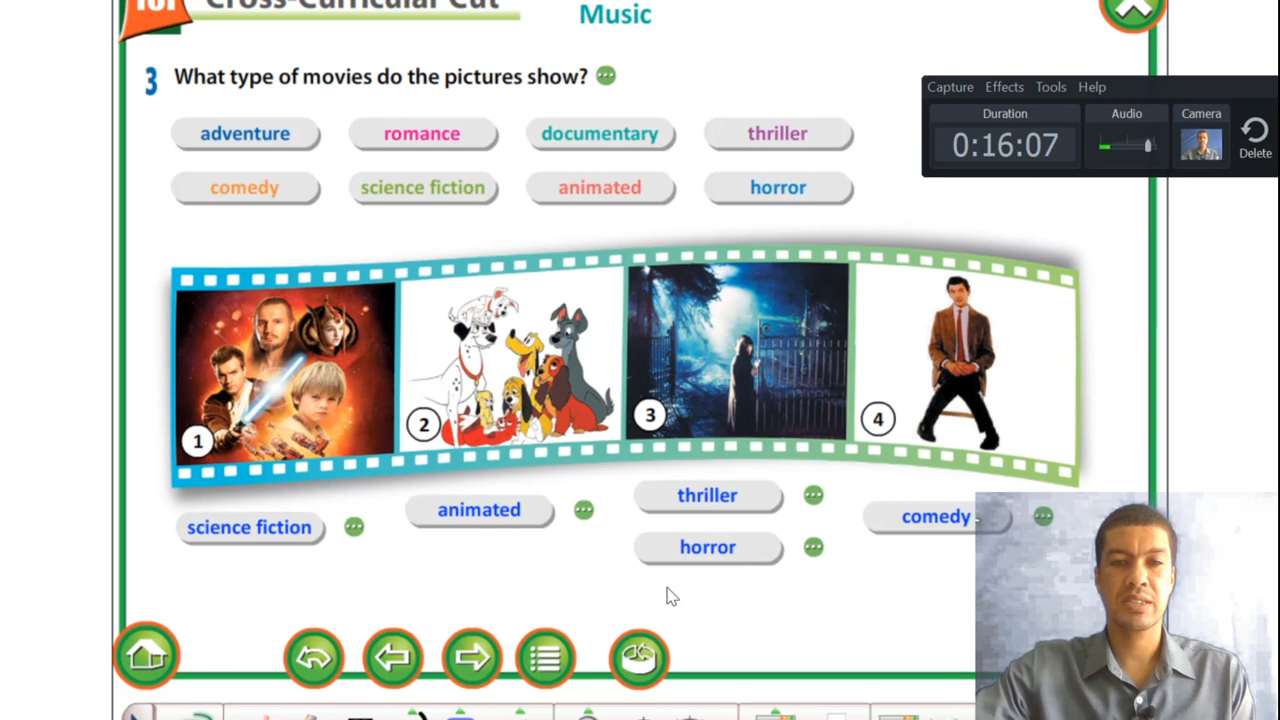 Cross-Curricular Cut
Music
3 What type of movies do the pictures show?
adventure romance documentary thriller
comedy science fiction animated horror
Capture Effects Tools Help
Duration Audio Camera
0:16:07 Delete
1 2 3 4
science fiction animated thriller comedy
horror